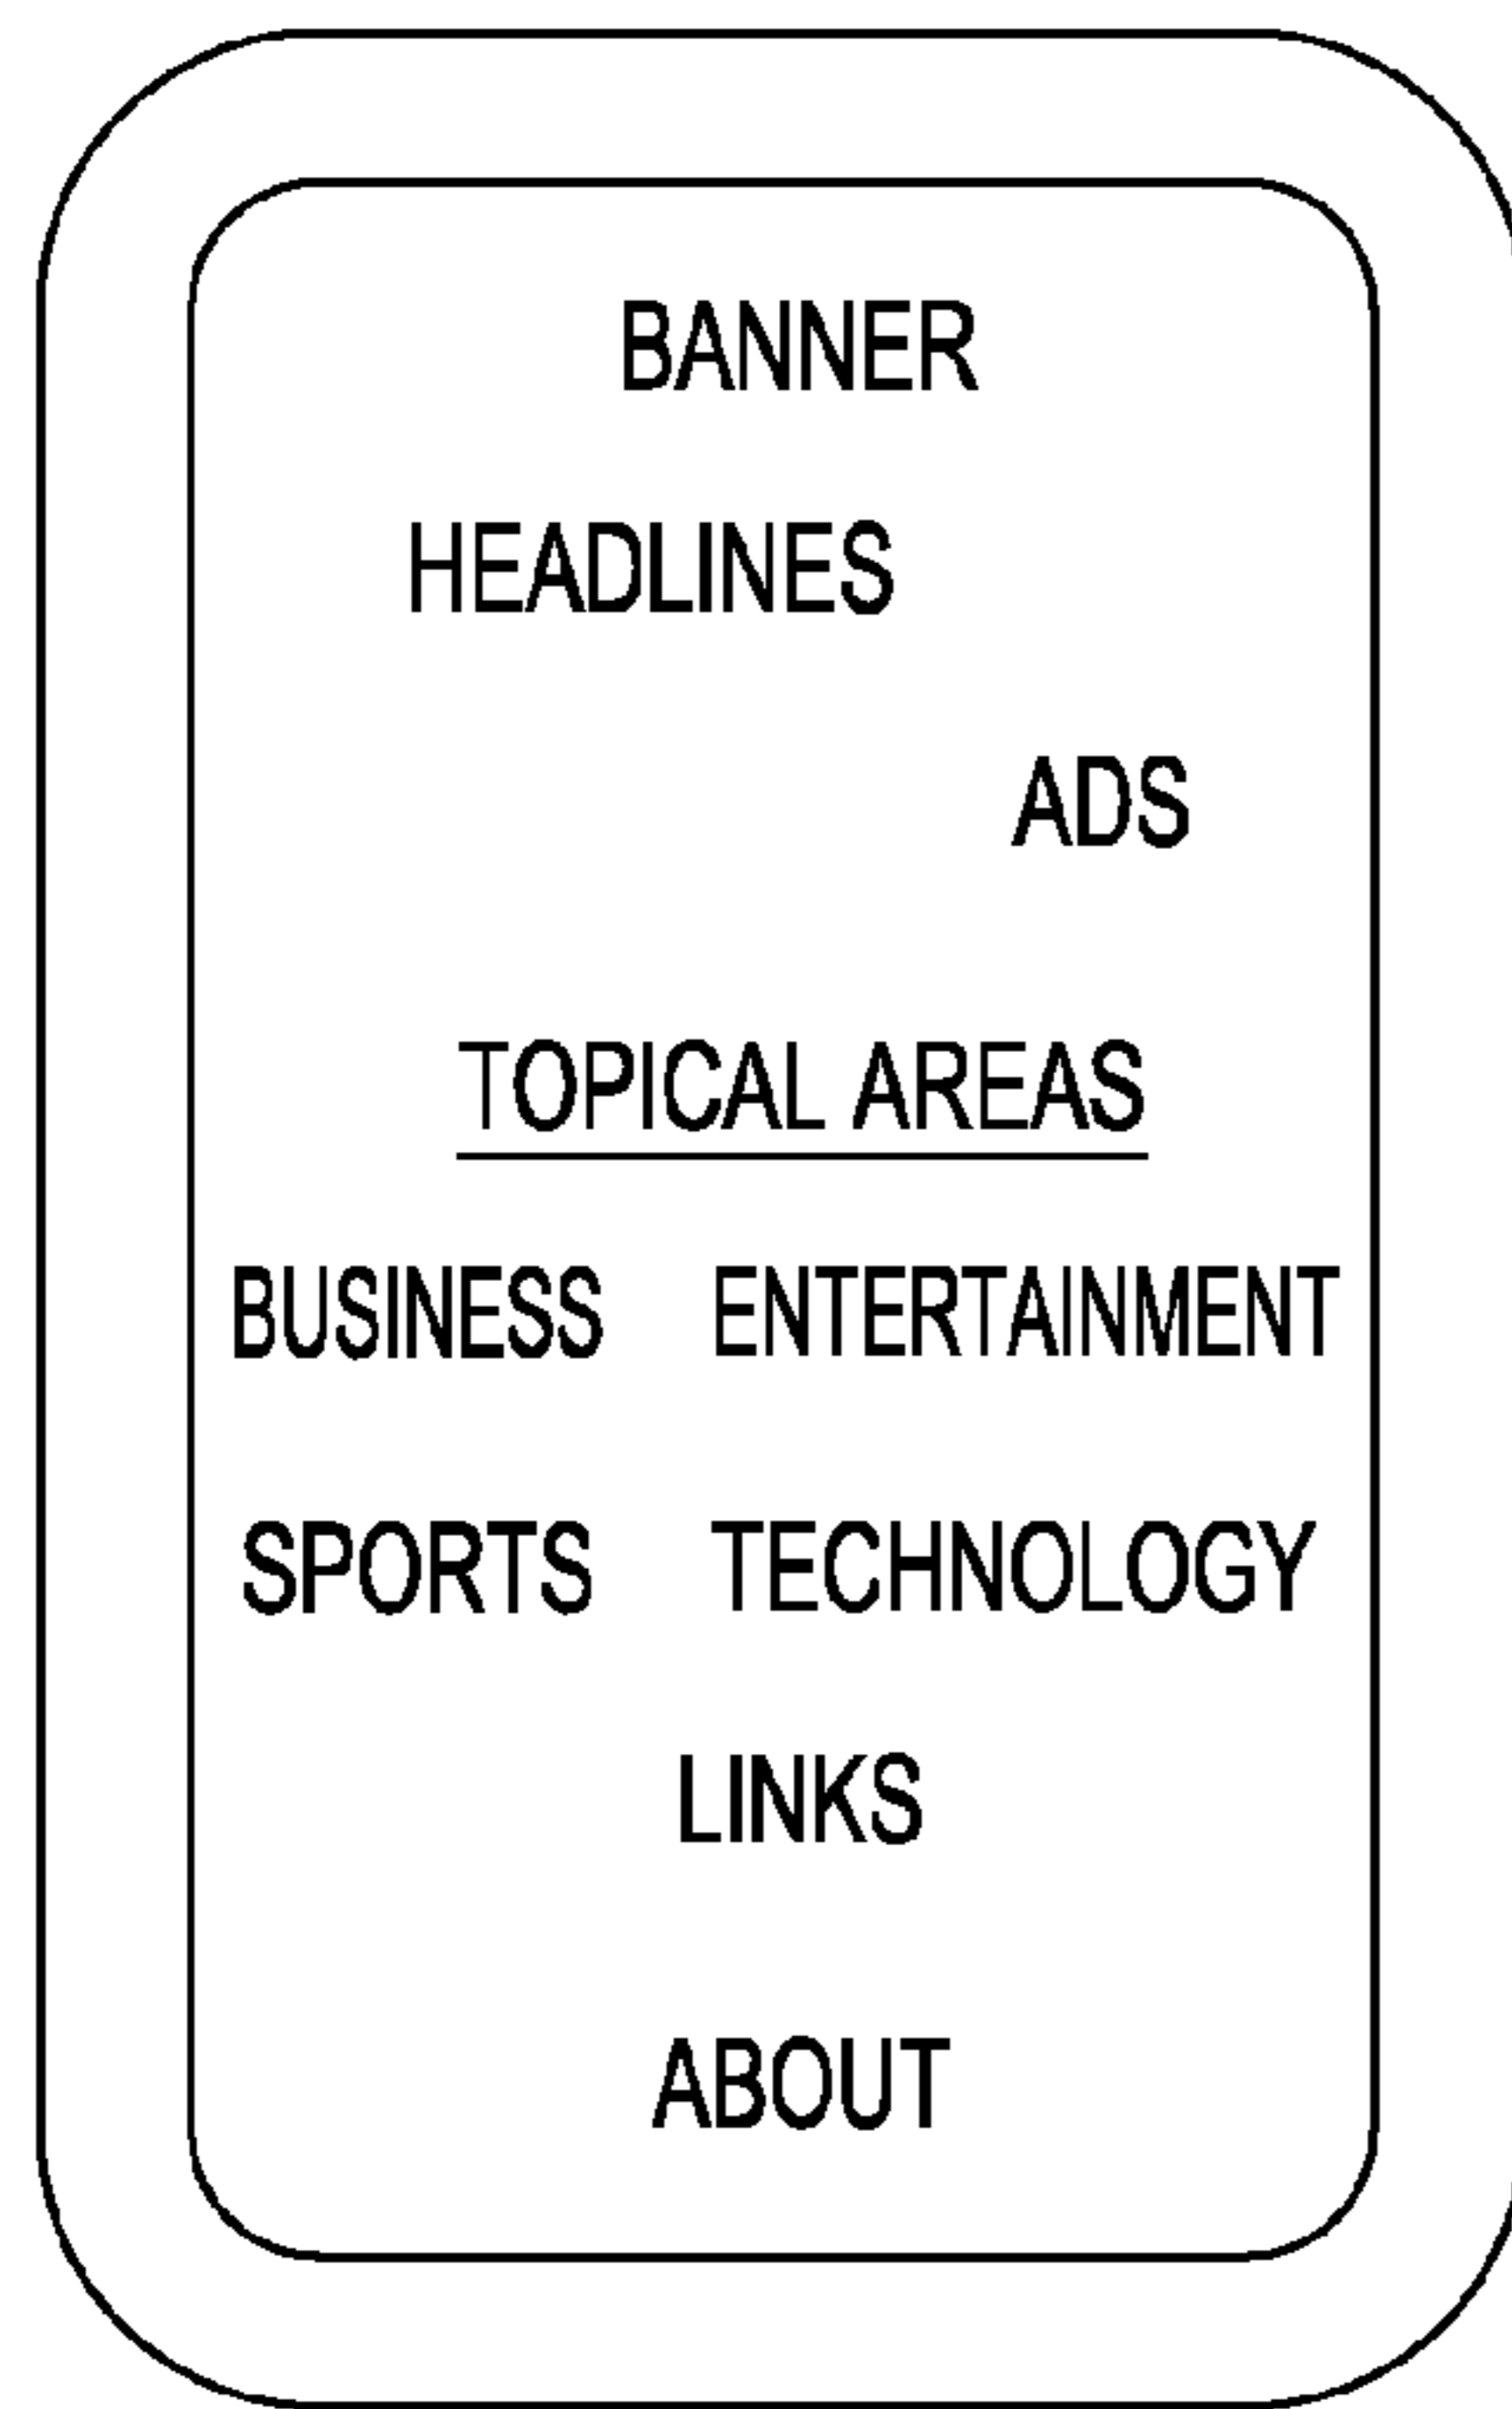 BANNER
HEADLINES
ADS
TOPICAL AREAS
BUSINESS ENTERTAINMENT
SPORTS TECHNOLOGY
LINKS
ABOUT